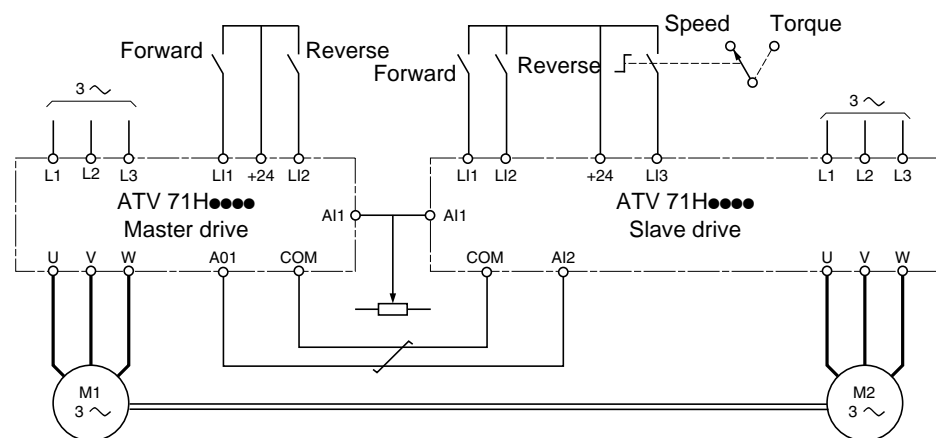 Speed Torque
Forward Reverse
Forward Reverse
3 ∼
3 ∼
L1 L2 L3 LI1 +24 LI2
LI1 LI2 +24 LI3 L1 L2 L3
ATV 71H●●●●
Master drive
AI1
AI1
ATV 71H●●●●
Slave drive
U V W A01 COM
COM AI2 U V W
M1
3 ∼
M2
3 ∼